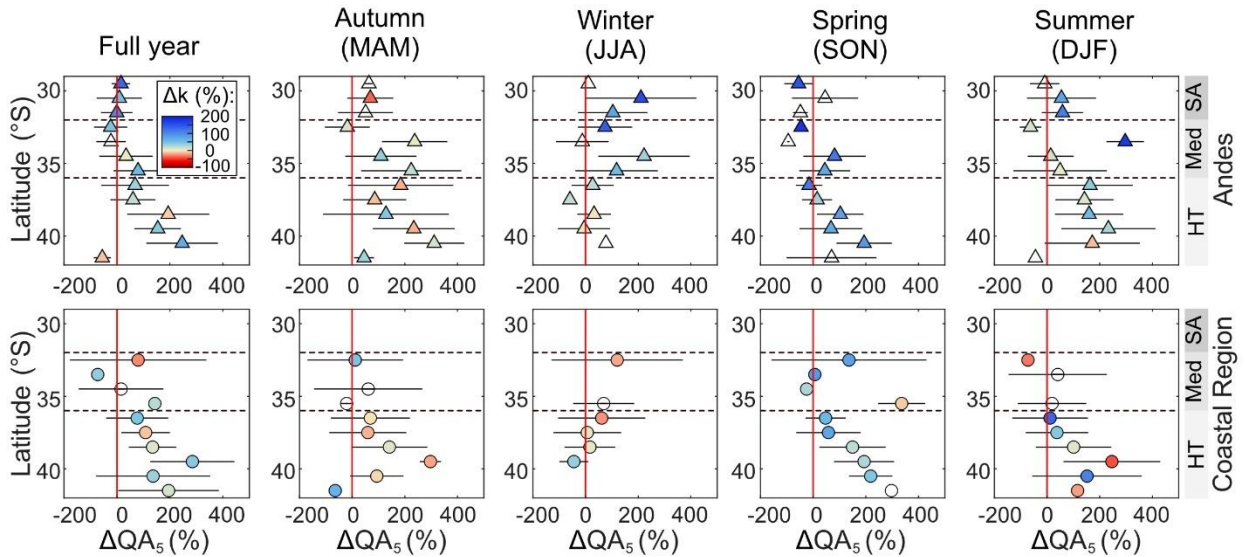 Full year
Autumn
(MAM)
Winter
(JJA)
Spring
(SON)
Summer
(DJF)
Δk (%):
200
100
0
-100
Latitude (°S)
30
35
40
SA
Med
HT
Andes
-200 0 200 400
-200 0 200 400
-200 0 200 400
-200 0 200 400
-200 0 200 400
Latitude (°S)
30
35
40
SA
Med
HT
Coastal Region
-200 0 200 400
-200 0 200 400
-200 0 200 400
-200 0 200 400
-200 0 200 400
ΔQA₅ (%)
ΔQA₅ (%)
ΔQA₅ (%)
ΔQA₅ (%)
ΔQA₅ (%)